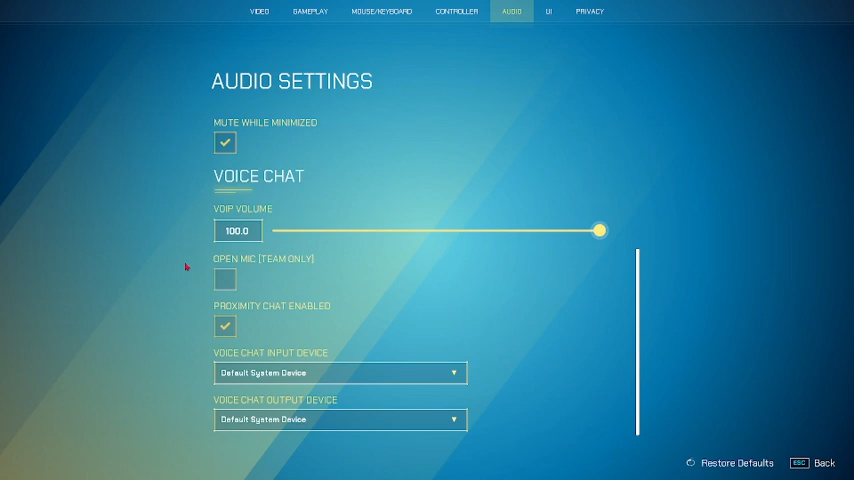 VIDEO GAMEPLAY MOUSE/KEYBOARD CONTROLLER AUDIO UI PRIVACY
AUDIO SETTINGS
MUTE WHILE MINIMIZED
VOICE CHAT
VOIP VOLUME
100.0
OPEN MIC [TEAM ONLY]
PROXIMITY CHAT ENABLED
VOICE CHAT INPUT DEVICE
Default System Device
VOICE CHAT OUTPUT DEVICE
Default System Device
Restore Defaults ESC Back